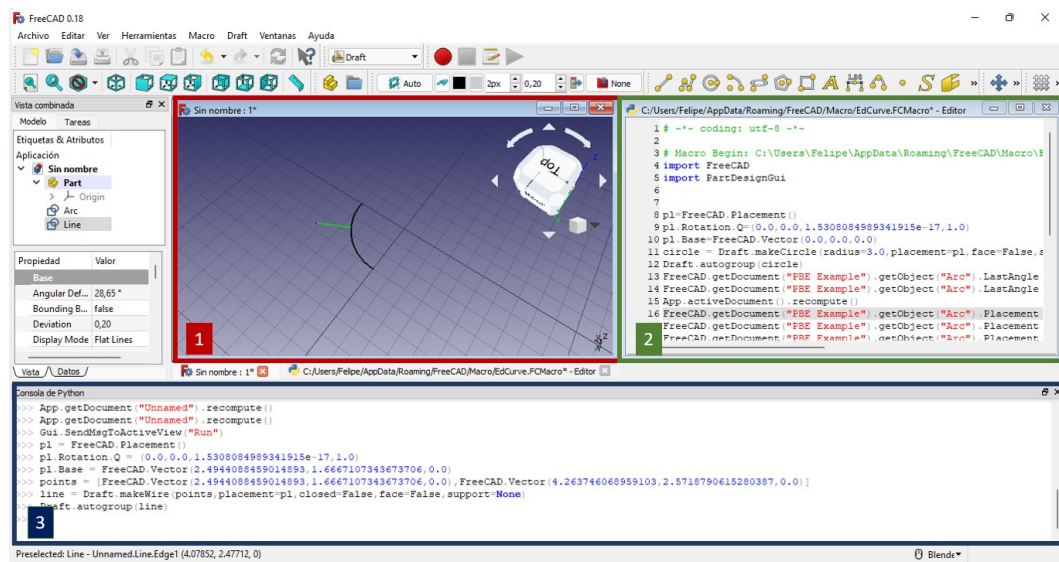 FreeCAD 0.18
Archivo Editar Ver Herramientas Macro Draft Ventanas Ayuda
Draft
Auto 2px 0,20 None
Vista combinada
Modelo Tareas
Etiquetas & Atributos
Aplicación
Sin nombre
Part
Origin
Arc
Line
Propiedad Valor
Base
Angular Def... 28,65 °
Bounding B... false
Deviation 0,20
Display Mode Flat Lines
Vista Datos
Sin nombre : 1*
1
Sin nombre : 1* C:/Users/Felipe/AppData/Roaming/FreeCAD/Macro/EdCurve.FCMacro* - Editor
C:/Users/Felipe/AppData/Roaming/FreeCAD/Macro/EdCurve.FCMacro* - Editor
1 # -*- coding: utf-8 -*-
2
3 # Macro Begin: C:\Users\Felipe\AppData\Roaming\FreeCAD\Macro\E
4 import FreeCAD
5 import PartDesignGui
6
7
8 pl=FreeCAD.Placement()
9 pl.Rotation.Q=(0.0,0.0,1.5308084989341915e-17,1.0)
10 pl.Base=FreeCAD.Vector(0.0,0.0,0.0)
11 circle = Draft.makeCircle(radius=3.0,placement=pl,face=False,s
12 Draft.autogroup(circle)
13 FreeCAD.getDocument("PBE Example").getObject("Arc").LastAngle
14 FreeCAD.getDocument("PBE Example").getObject("Arc").LastAngle
15 App.activeDocument().recompute()
16 FreeCAD.getDocument("PBE Example").getObject("Arc").Placement
FreeCAD.getDocument("PBE Example").getObject("Arc").Placement
FreeCAD.getDocument("PBE Example").getObject("Arc").Placement
2
Consola de Python
>>> App.getDocument("Unnamed").recompute()
>>> App.getDocument("Unnamed").recompute()
>>> Gui.SendMsgToActiveView("Run")
>>> pl = FreeCAD.Placement()
>>> pl.Rotation.Q = (0.0,0.0,1.5308084989341915e-17,1.0)
>>> pl.Base = FreeCAD.Vector(2.4944088459014893,1.6667107343673706,0.0)
>>> points = [FreeCAD.Vector(2.4944088459014893,1.6667107343673706,0.0),FreeCAD.Vector(4.263746068959103,2.5718790615280387,0.0)]
>>> line = Draft.makeWire(points,placement=pl,closed=False,face=False,support=None)
>>> Draft.autogroup(line)
>>>
3
Preselected: Line - Unnamed.Line.Edge1 (4.07852, 2.47712, 0)
Blende